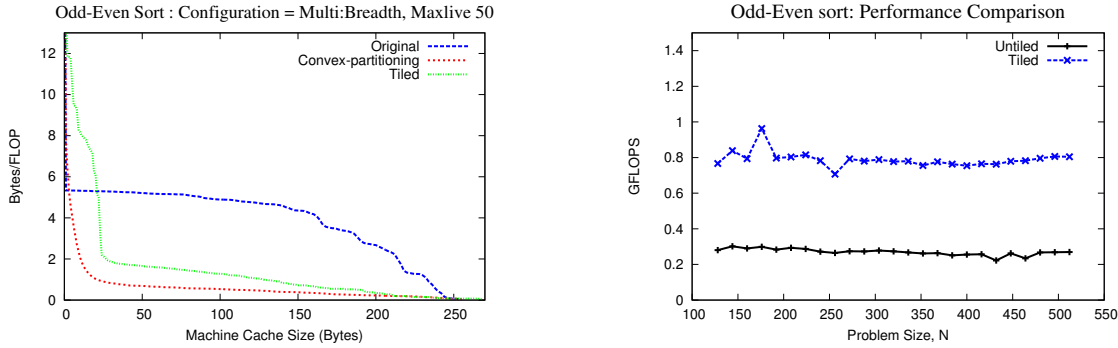 Odd-Even Sort : Configuration = Multi:Breadth, Maxlive 50
Original
Convex-partitioning
Tiled
Bytes/FLOP
12
10
8
6
4
2
0
0 50 100 150 200 250
Machine Cache Size (Bytes)
Odd-Even sort: Performance Comparison
Untiled
Tiled
GFLOPS
1.4
1.2
1
0.8
0.6
0.4
0.2
0
100 150 200 250 300 350 400 450 500 550
Problem Size, N